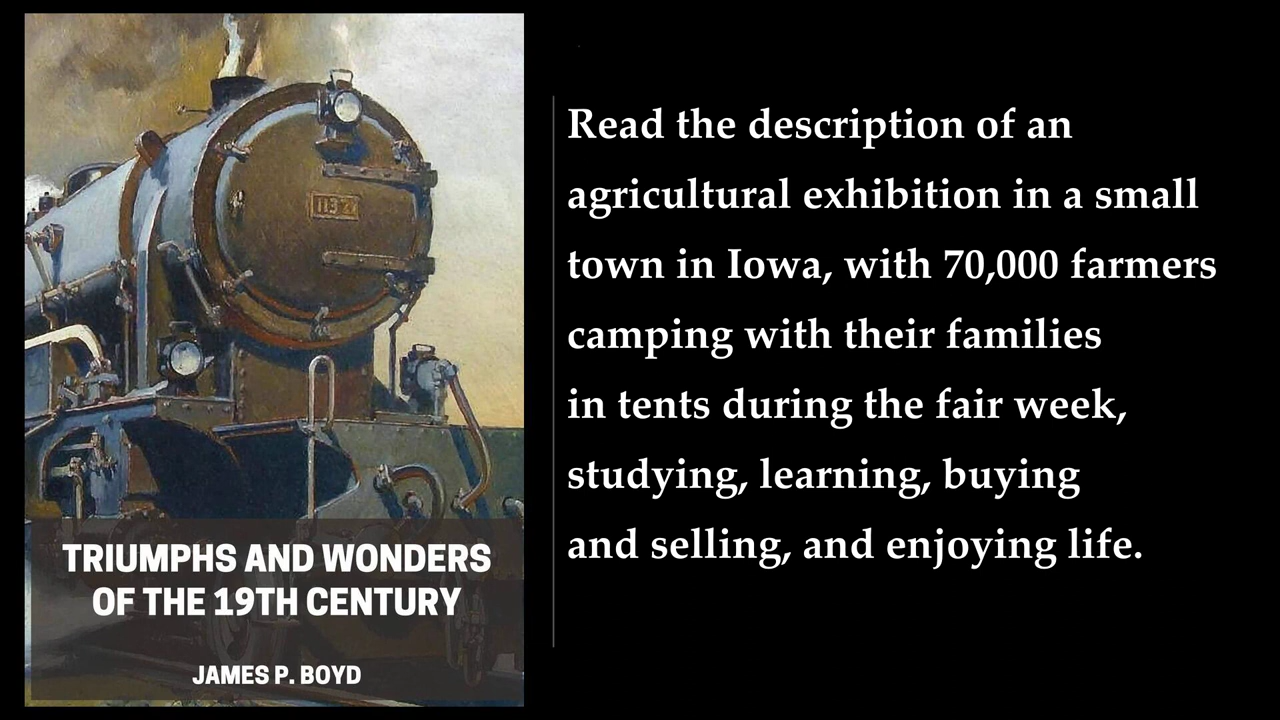 TRIUMPHS AND WONDERS
OF THE 19TH CENTURY
JAMES P. BOYD
Read the description of an
agricultural exhibition in a small
town in Iowa, with 70,000 farmers
camping with their families
in tents during the fair week,
studying, learning, buying
and selling, and enjoying life.